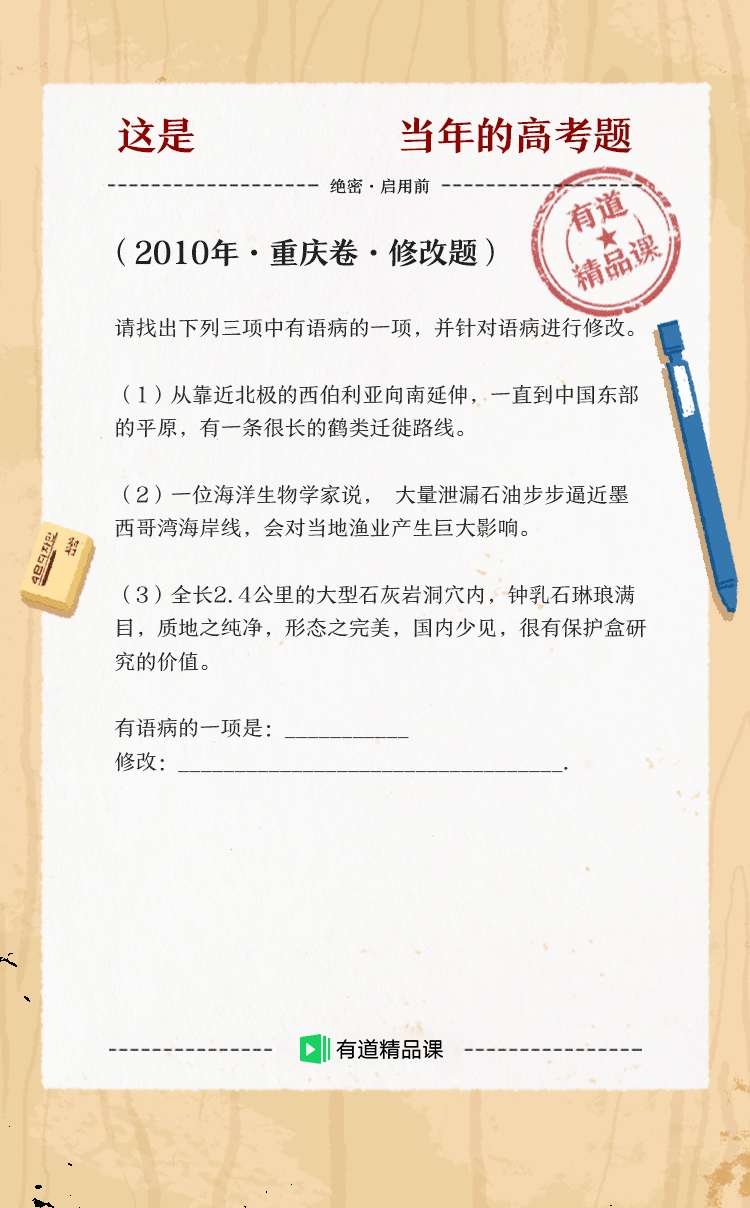 这是 当年的高考题
绝密·启用前
有道
精品课
（2010年·重庆卷·修改题）
请找出下列三项中有语病的一项，并针对语病进行修改。
（1）从靠近北极的西伯利亚向南延伸，一直到中国东部
的平原，有一条很长的鹤类迁徙路线。
（2）一位海洋生物学家说， 大量泄漏石油步步逼近墨
西哥湾海岸线，会对当地渔业产生巨大影响。
（3）全长2.4公里的大型石灰岩洞穴内，钟乳石琳琅满
目，质地之纯净，形态之完美，国内少见，很有保护盒研
究的价值。
有语病的一项是：___________
修改：__________________________________.
有道精品课